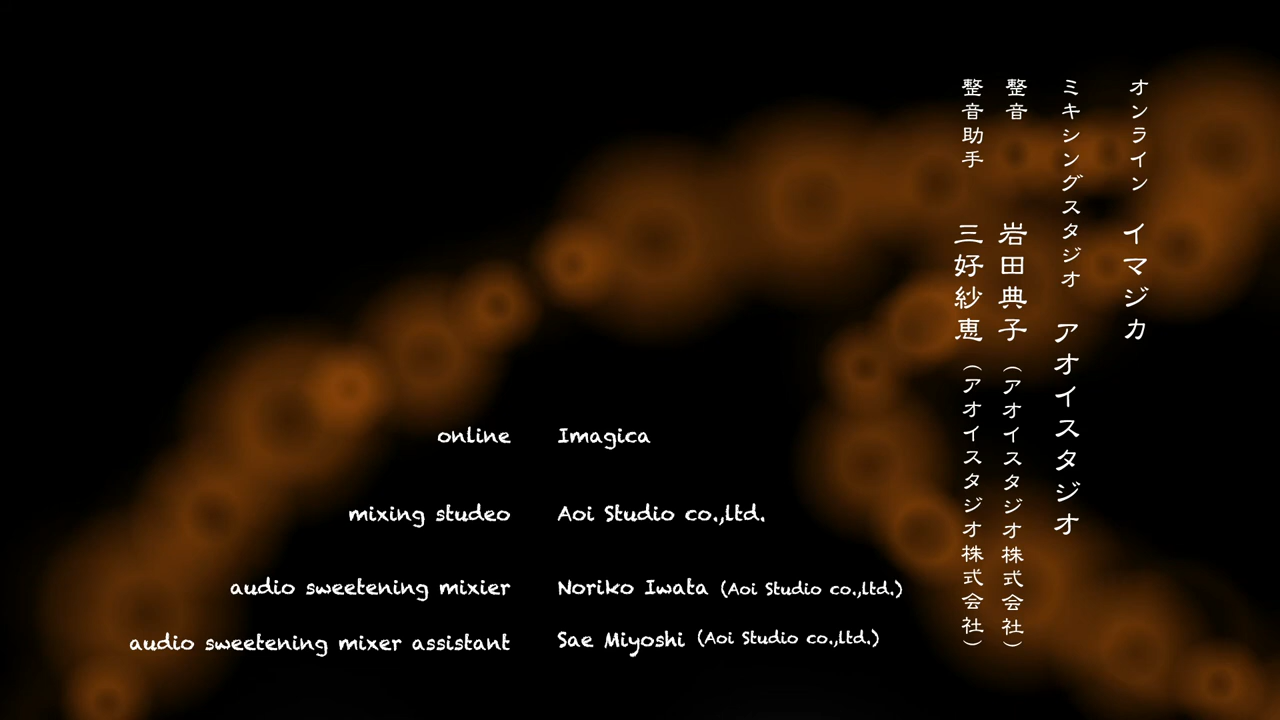 オンライン イマジカ
ミキシングスタジオ アオイスタジオ
整音 岩田典子（アオイスタジオ株式会社）
整音助手 三好紗恵（アオイスタジオ株式会社）
online Imagica
mixing studeo Aoi Studio co.,ltd.
audio sweetening mixier Noriko Iwata (Aoi Studio co.,ltd.)
audio sweetening mixer assistant Sae Miyoshi (Aoi Studio co.,ltd.)